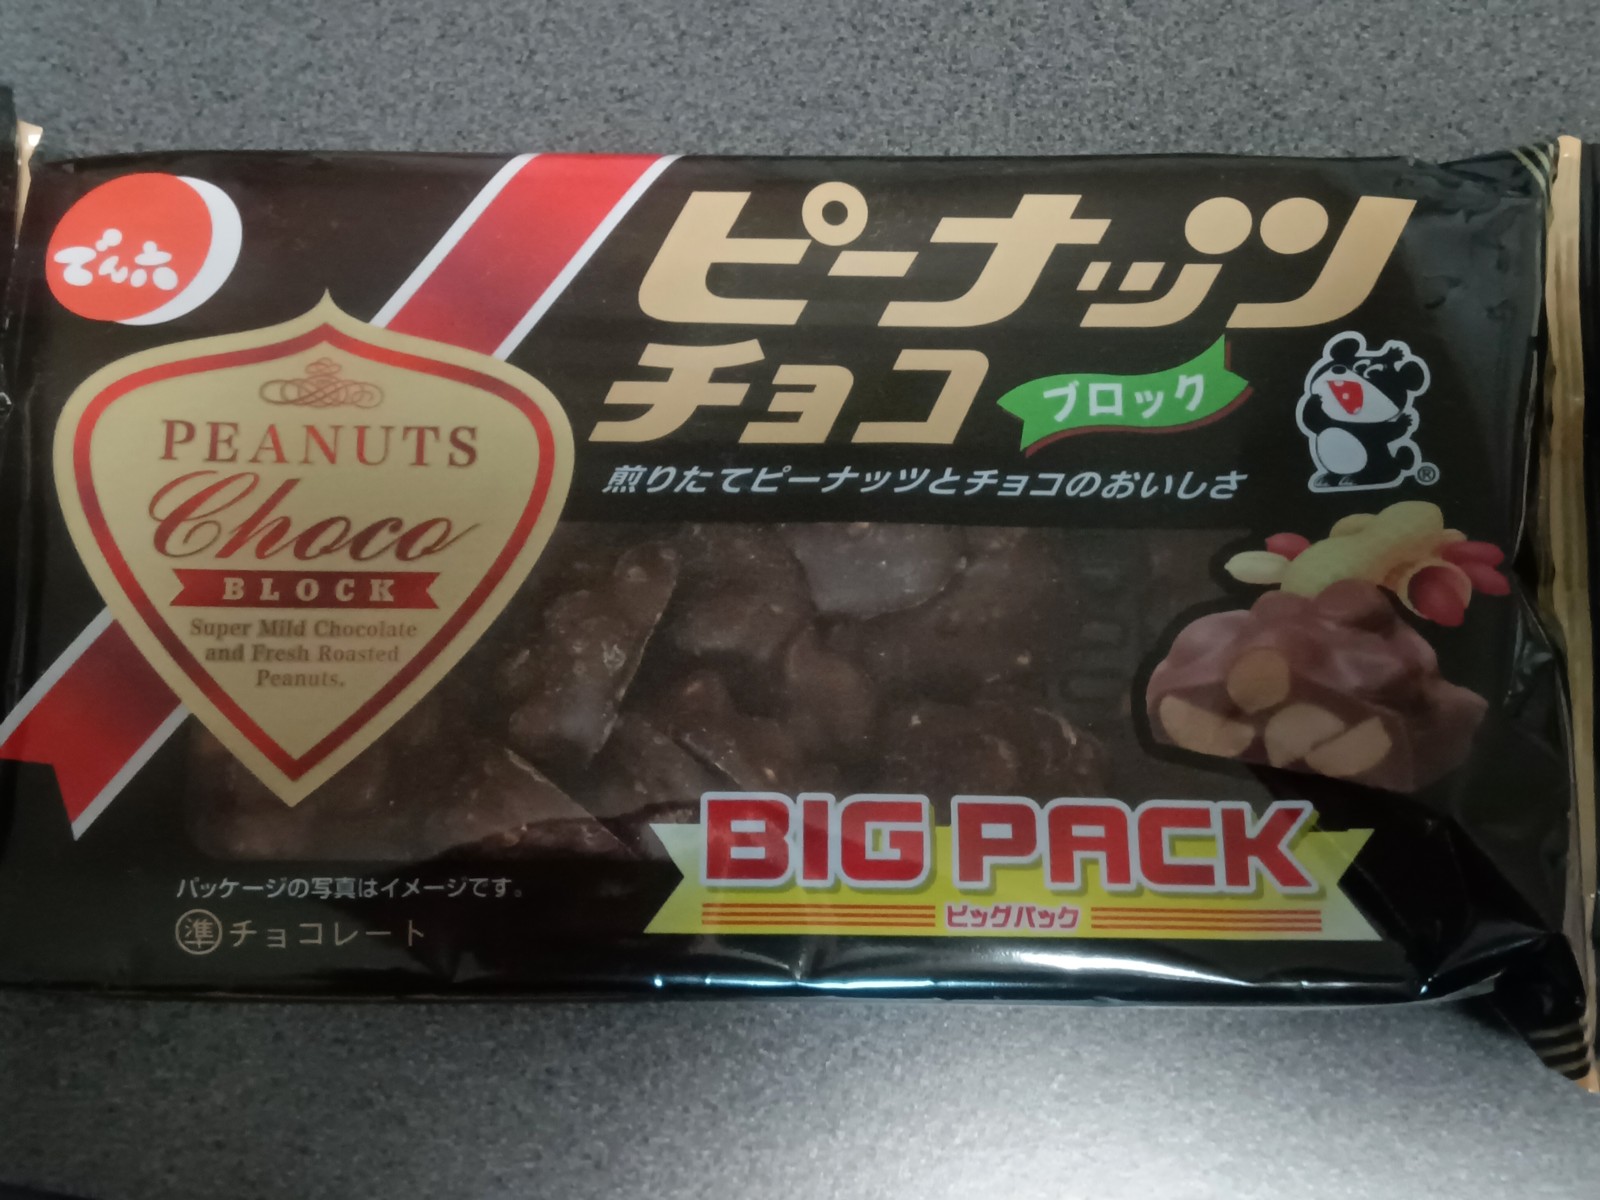 でん六
ピーナッツ
チョコ
ブロック
煎りたてピーナッツとチョコのおいしさ
®
PEANUTS
Choco
BLOCK
Super Mild Chocolate
and Fresh Roasted
Peanuts.
BIG PACK
ビッグパック
パッケージの写真はイメージです。
準チョコレート